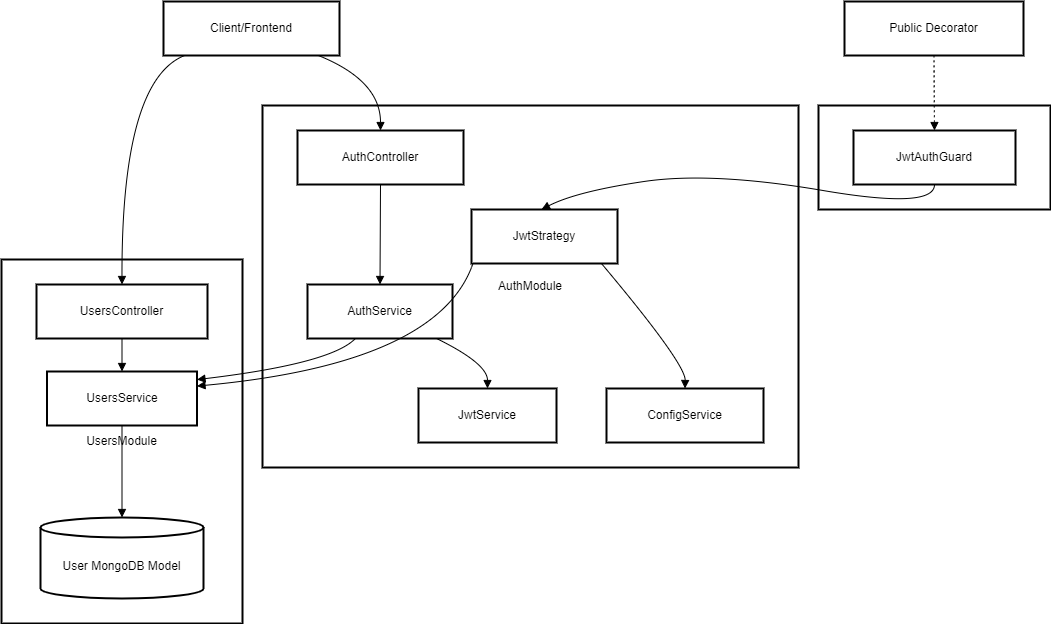 Client/Frontend
Public Decorator
AuthController
JwtAuthGuard
JwtStrategy
AuthModule
UsersController
AuthService
UsersService
JwtService
ConfigService
UsersModule
User MongoDB Model